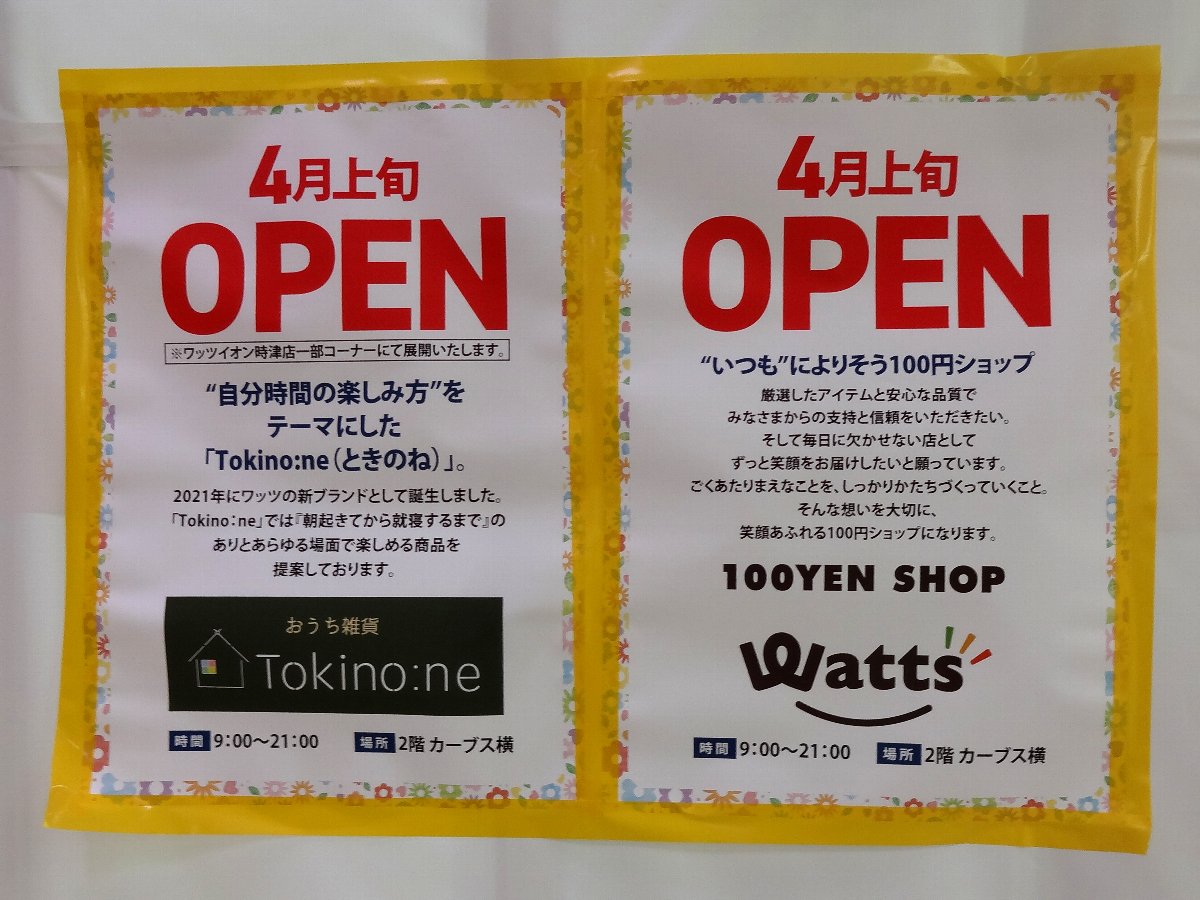 4月上旬
OPEN
※ワッツイオン時津店一部コーナーにて展開いたします。
“自分時間の楽しみ方”を
テーマにした
「Tokino:ne(ときのね)」。
2021年にワッツの新ブランドとして誕生しました。
「Tokino:ne」では『朝起きてから就寝するまで』の
ありとあらゆる場面で楽しめる商品を
提案しております。
おうち雑貨
Tokino:ne
時間 9:00〜21:00 場所 2階 カーブス横
4月上旬
OPEN
“いつも”によりそう100円ショップ
厳選したアイテムと安心な品質で
みなさまからの支持と信頼をいただきたい。
そして毎日に欠かせない店として
ずっと笑顔をお届けしたいと願っています。
ごくあたりまえなことを、しっかりかたちづくっていくこと。
そんな想いを大切に、
笑顔あふれる100円ショップになります。
100YEN SHOP
Watts
時間 9:00〜21:00 場所 2階 カーブス横